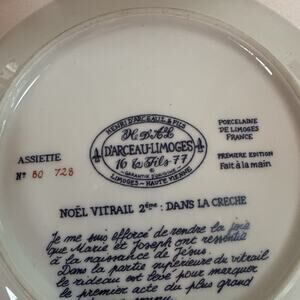 HENRI D'ARCEAU & FILS
H. D'A.L.
D'ARCEAU-LIMOGES
16 & Fils 77
GARANTIE
LIMOGES - HAUTE VIENNE
PORCELAINE
DE LIMOGES
FRANCE
PREMIÈRE EDITION
Fait à la main
ASSIETTE
No 80 728
NOËL VITRAIL 2ème : DANS LA CRECHE
Je me suis efforcé de rendre la joie
que Marie et Joseph ont ressentie
à la naissance de Jésus.
Dans la partie supérieure du vitrail
le rideau est levé pour marquer
le premier acte du plus grand